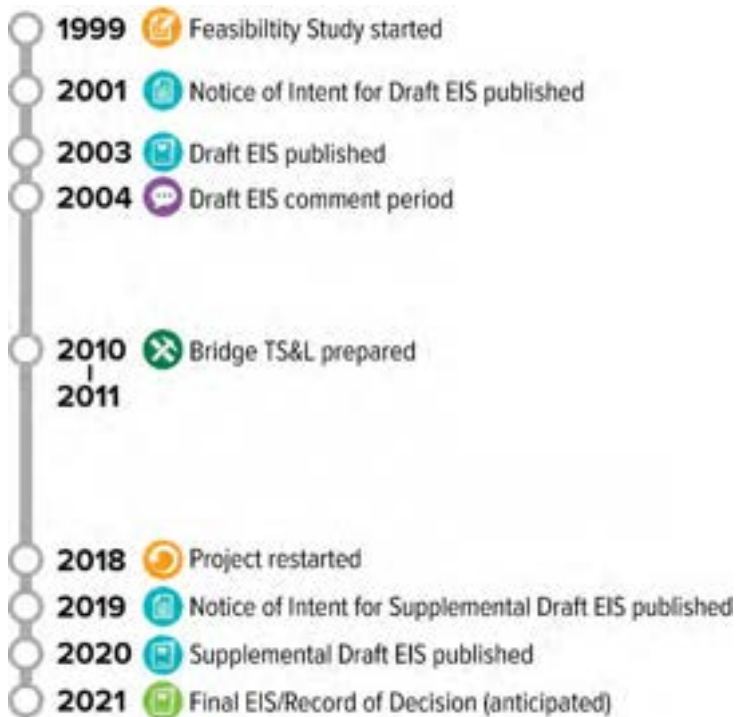 1999 Feasibiltity Study started
2001 Notice of Intent for Draft EIS published
2003 Draft EIS published
2004 Draft EIS comment period
2010 Bridge TS&L prepared
-
2011
2018 Project restarted
2019 Notice of Intent for Supplemental Draft EIS published
2020 Supplemental Draft EIS published
2021 Final EIS/Record of Decision (anticipated)